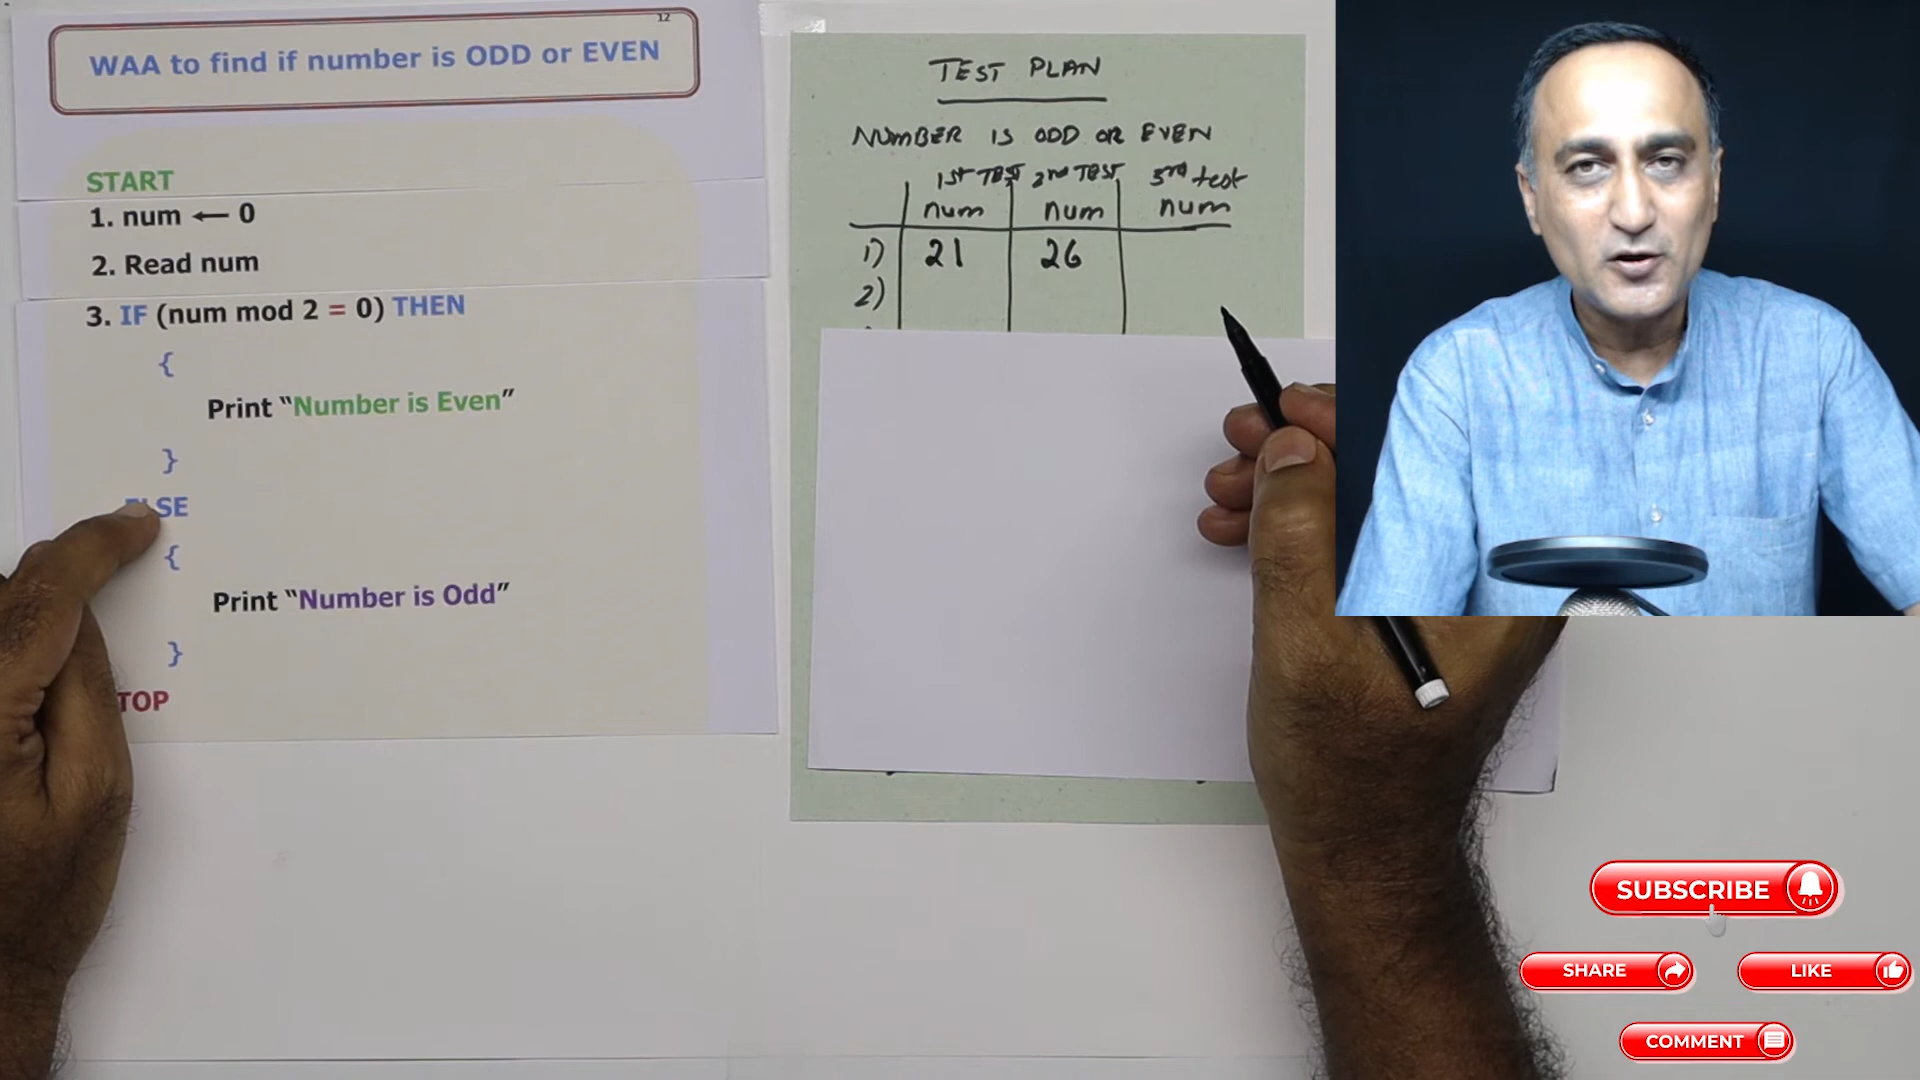 12
WAA to find if number is ODD or EVEN
START
1. num ← 0
2. Read num
3. IF (num mod 2 = 0) THEN
{
Print “Number is Even”
}
ELSE
{
Print “Number is Odd”
}
TOP
TEST PLAN
NUMBER IS ODD OR EVEN
1st TEST 2nd TEST 3rd test
num num num
1) 21 26
2)
SUBSCRIBE
SHARE
LIKE
COMMENT